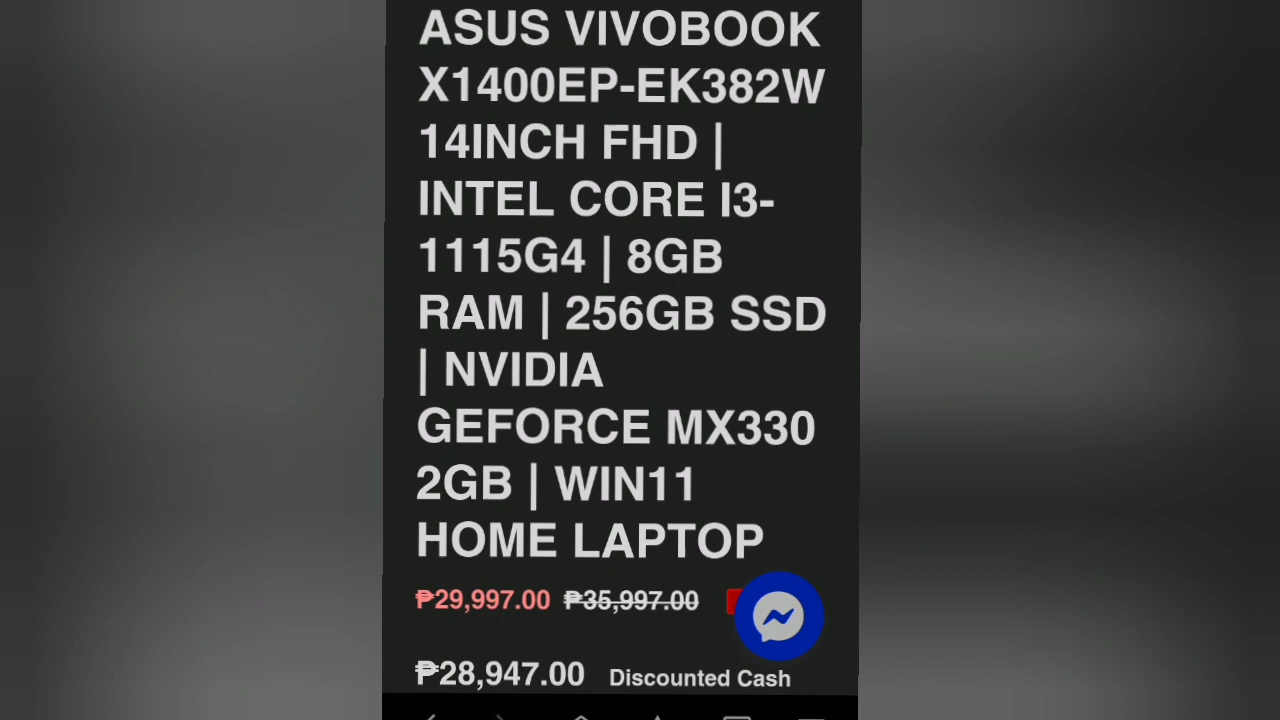 ASUS VIVOBOOK
X1400EP-EK382W
14INCH FHD |
INTEL CORE I3-
1115G4 | 8GB
RAM | 256GB SSD
| NVIDIA
GEFORCE MX330
2GB | WIN11
HOME LAPTOP
₱29,997.00 ₱35,997.00
₱28,947.00 Discounted Cash